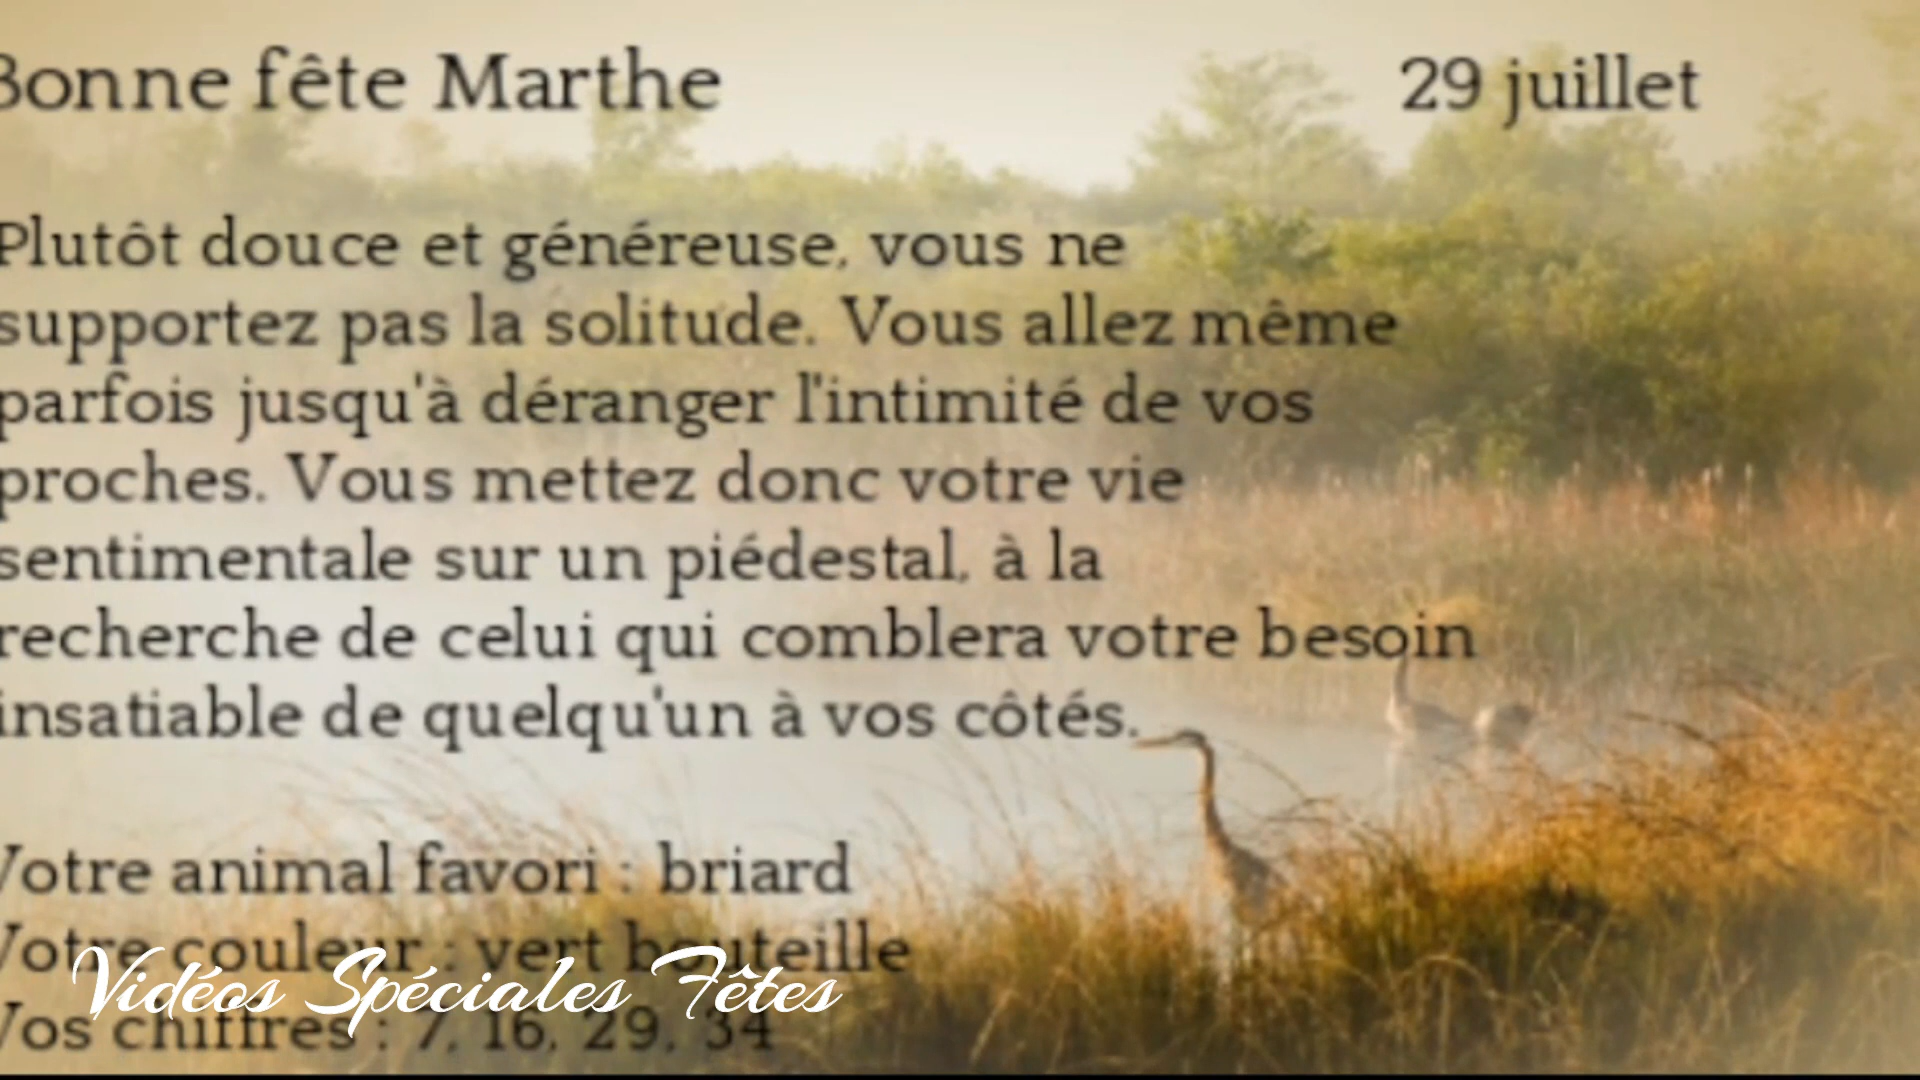 Bonne fête Marthe 29 juillet
Plutôt douce et généreuse, vous ne
supportez pas la solitude. Vous allez même
parfois jusqu'à déranger l'intimité de vos
proches. Vous mettez donc votre vie
sentimentale sur un piédestal, à la
recherche de celui qui comblera votre besoin
insatiable de quelqu'un à vos côtés.
Votre animal favori : briard
Votre couleur : vert bouteille
Vidéos Spéciales Fêtes
Vos chiffres : 7, 16, 29, 34